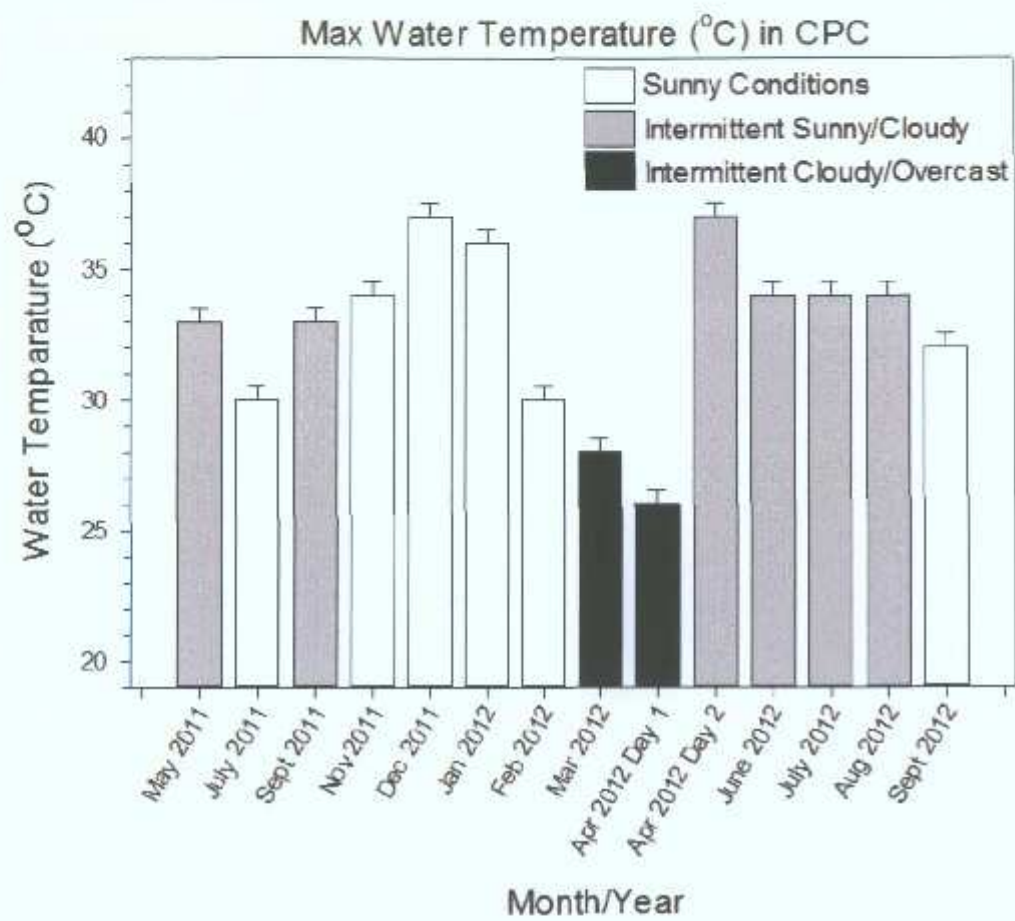 Max Water Temperature (°C) in CPC
Sunny Conditions
Intermittent Sunny/Cloudy
Intermittent Cloudy/Overcast
Water Temparature (°C)
40
35
30
25
20
May 2011
July 2011
Sept 2011
Nov 2011
Dec 2011
Jan 2012
Feb 2012
Mar 2012
Apr 2012 Day 1
Apr 2012 Day 2
June 2012
July 2012
Aug 2012
Sept 2012
Month/Year